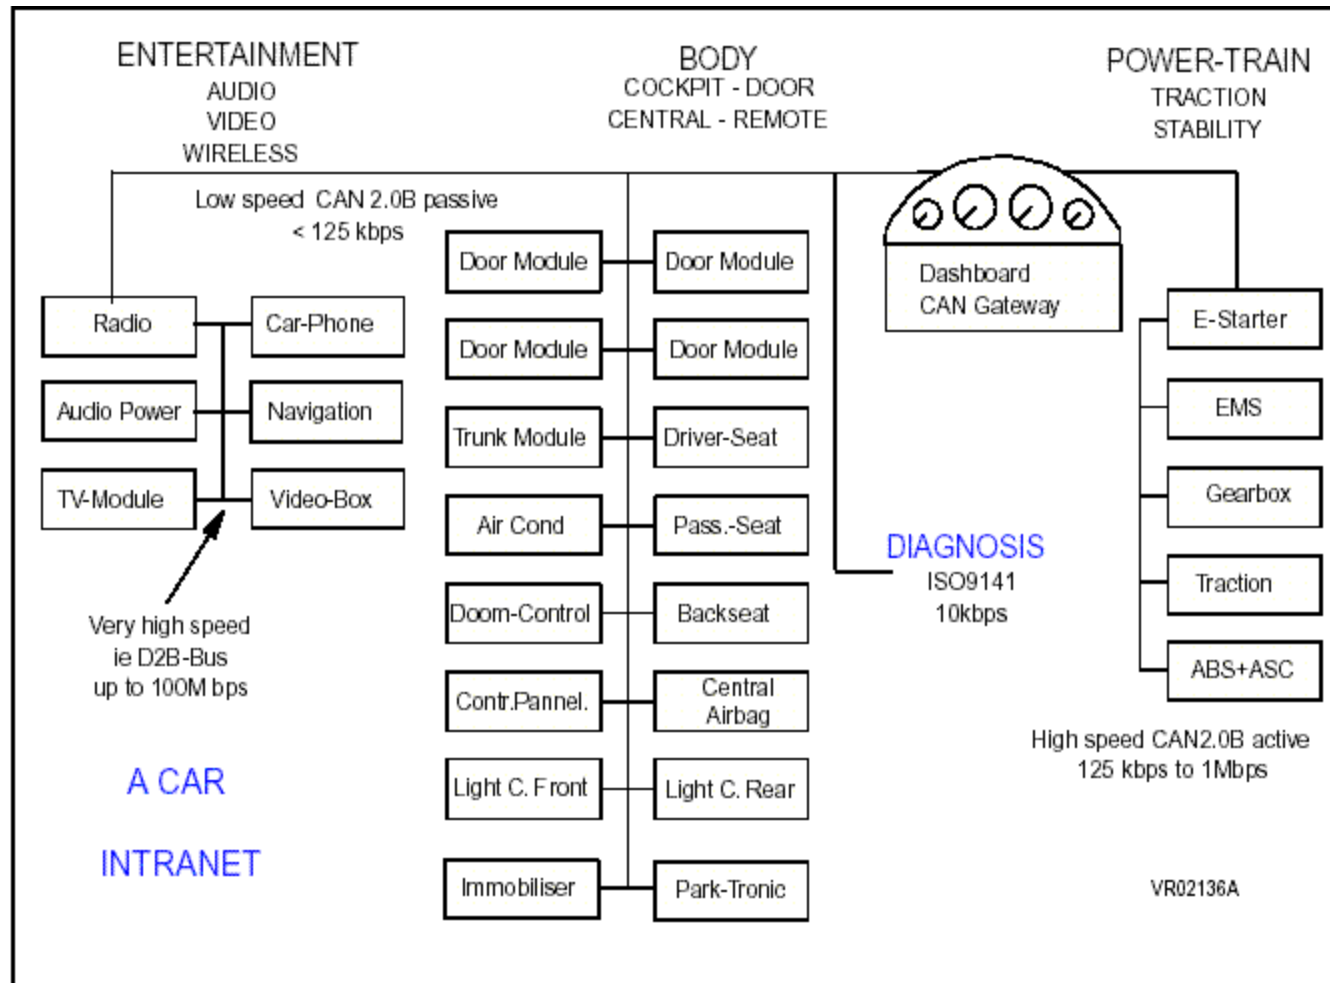 ENTERTAINMENT
AUDIO
VIDEO
WIRELESS
BODY
COCKPIT - DOOR
CENTRAL - REMOTE
POWER-TRAIN
TRACTION
STABILITY
Low speed CAN 2.0B passive
< 125 kbps
Dashboard
CAN Gateway
Radio
Car-Phone
Audio Power
Navigation
TV-Module
Video-Box
Very high speed
ie D2B-Bus
up to 100M bps
A CAR
INTRANET
Door Module
Door Module
Door Module
Door Module
Trunk Module
Driver-Seat
Air Cond
Pass.-Seat
Doom-Control
Backseat
Contr.Pannel.
Central
Airbag
Light C. Front
Light C. Rear
Immobiliser
Park-Tronic
DIAGNOSIS
ISO9141
10kbps
E-Starter
EMS
Gearbox
Traction
ABS+ASC
High speed CAN2.0B active
125 kbps to 1Mbps
VR02136A